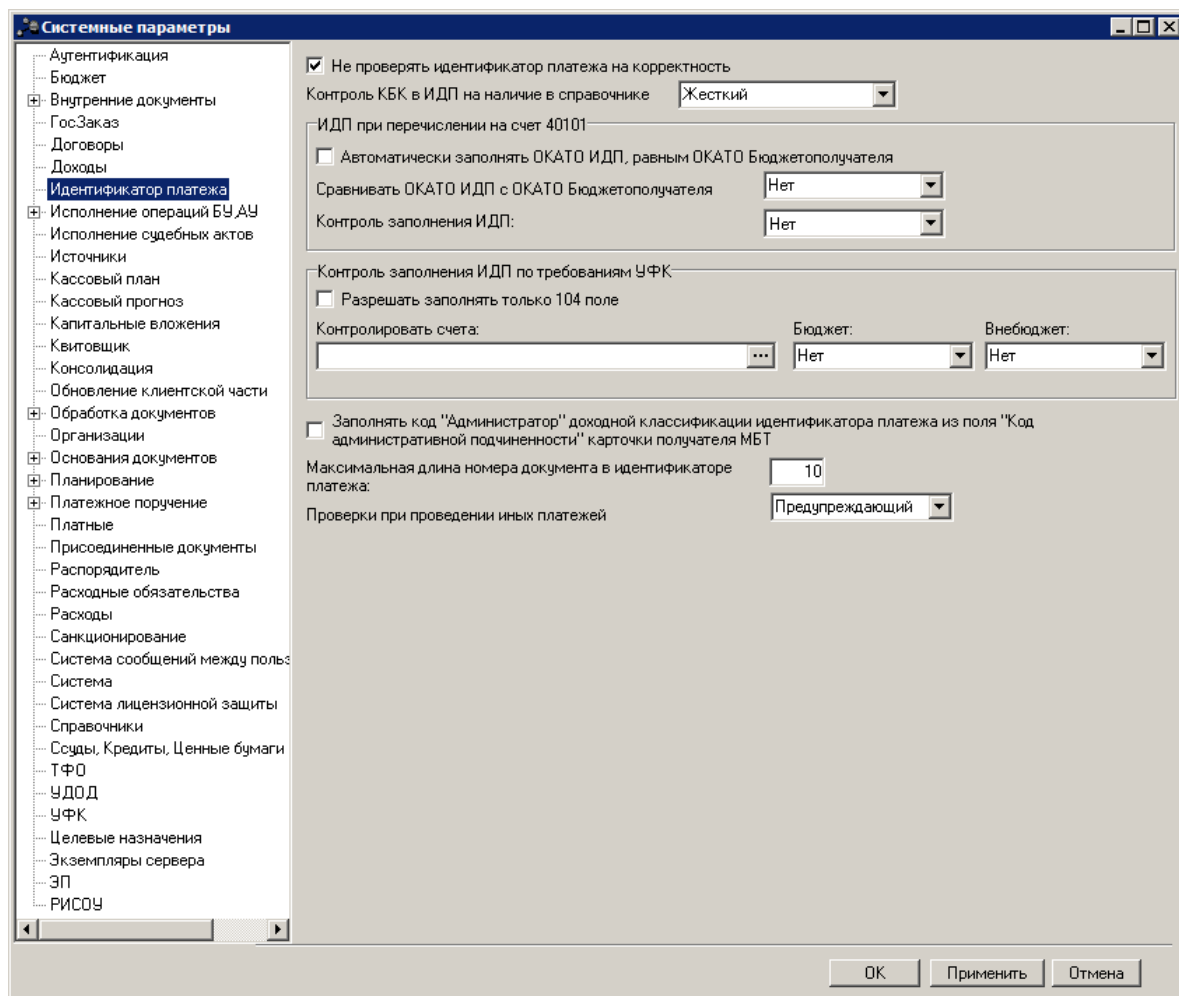 Системные параметры
Аутентификация
Бюджет
Внутренние документы
ГосЗаказ
Договоры
Доходы
Идентификатор платежа
Исполнение операций БУ,АУ
Исполнение судебных актов
Источники
Кассовый план
Кассовый прогноз
Капитальные вложения
Квитовщик
Консолидация
Обновление клиентской части
Обработка документов
Организации
Основания документов
Планирование
Платежное поручение
Платные
Присоединенные документы
Распорядитель
Расходные обязательства
Расходы
Санкционирование
Система сообщений между польз
Система
Система лицензионной защиты
Справочники
Ссуды, Кредиты, Ценные бумаги
ТФО
УДОД
УФК
Целевые назначения
Экземпляры сервера
ЭП
РИСОУ
Не проверять идентификатор платежа на корректность
Контроль КБК в ИДП на наличие в справочнике Жесткий
ИДП при перечислении на счет 40101
Автоматически заполнять ОКАТО ИДП, равным ОКАТО Бюджетополучателя
Сравнивать ОКАТО ИДП с ОКАТО Бюджетополучателя Нет
Контроль заполнения ИДП: Нет
Контроль заполнения ИДП по требованиям УФК
Разрешать заполнять только 104 поле
Контролировать счета: Бюджет: Внебюджет:
... Нет Нет
Заполнять код "Администратор" доходной классификации идентификатора платежа из поля "Код
административной подчиненности" карточки получателя МБТ
Максимальная длина номера документа в идентификаторе
платежа: 10
Проверки при проведении иных платежей Предупреждающий
OK Применить Отмена